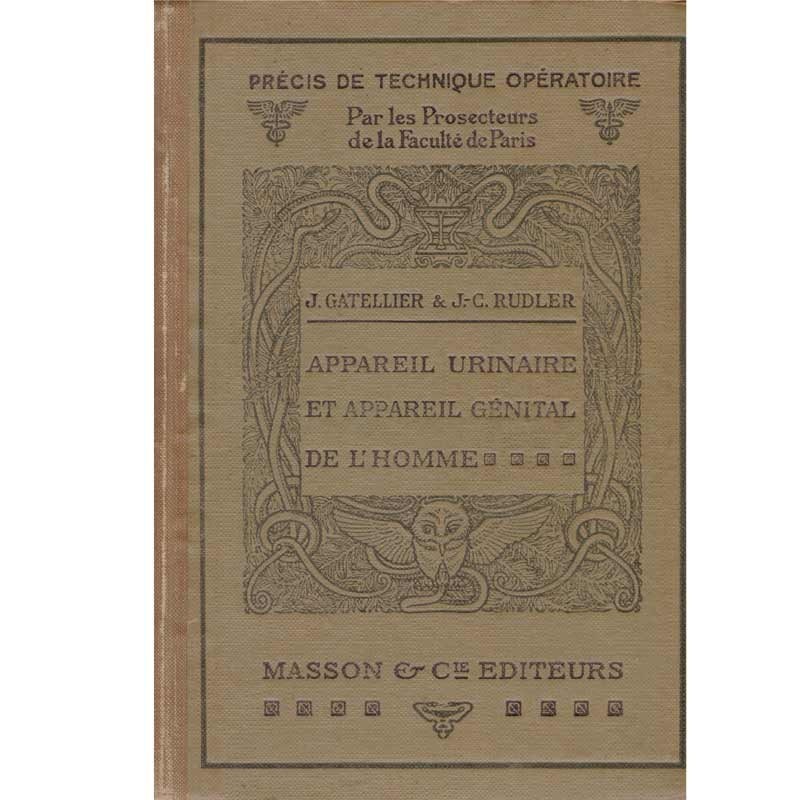 PRÉCIS DE TECHNIQUE OPÉRATOIRE
Par les Prosecteurs
de la Faculté de Paris
J. GATELLIER & J.-C. RUDLER
APPAREIL URINAIRE
ET APPAREIL GÉNITAL
DE L'HOMME
MASSON & CIE EDITEURS